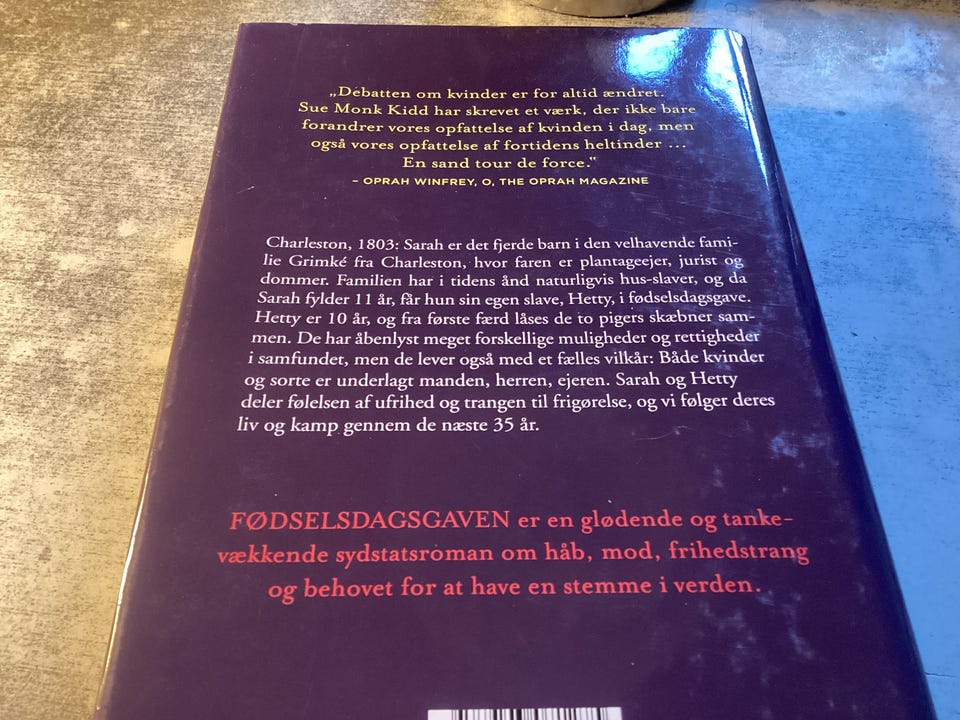 „Debatten om kvinder er for altid ændret.
Sue Monk Kidd har skrevet et værk, der ikke bare
forandrer vores opfattelse af kvinden i dag, men
også vores opfattelse af fortidens heltinder ...
En sand tour de force."
– OPRAH WINFREY, O, THE OPRAH MAGAZINE
Charleston, 1803: Sarah er det fjerde barn i den velhavende fami-
lie Grimké fra Charleston, hvor faren er plantageejer, jurist og
dommer. Familien har i tidens ånd naturligvis hus-slaver, og da
Sarah fylder 11 år, får hun sin egen slave, Hetty, i fødselsdagsgave.
Hetty er 10 år, og fra første færd låses de to pigers skæbner sam-
men. De har åbenlyst meget forskellige muligheder og rettigheder
i samfundet, men de lever også med et fælles vilkår: Både kvinder
og sorte er underlagt manden, herren, ejeren. Sarah og Hetty
deler følelsen af ufrihed og trangen til frigørelse, og vi følger deres
liv og kamp gennem de næste 35 år.
FØDSELSDAGSGAVEN er en glødende og tanke-
vækkende sydstatsroman om håb, mod, frihedstrang
og behovet for at have en stemme i verden.